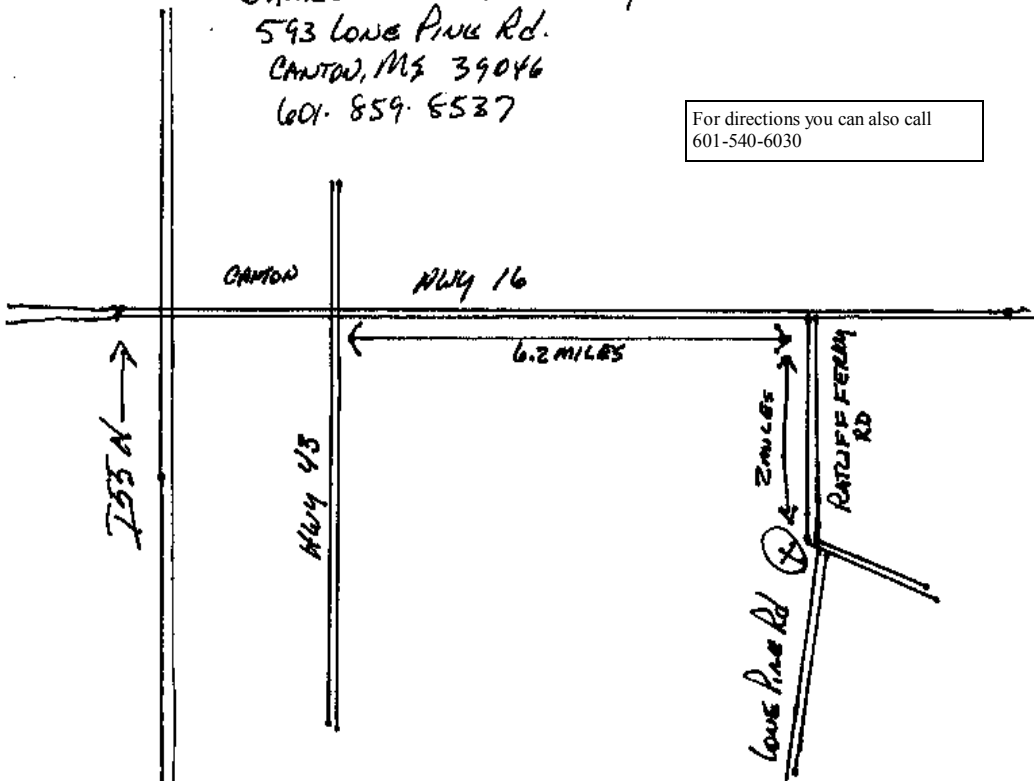 593 LONE PINE Rd.
CANTON, MS 39046
601. 859. 8537
For directions you can also call
601-540-6030
CANTON
HWY 16
6.2 MILES
I55 N
HWY 43
2 MILES
RATLIFF FERRY
RD
X
LONE PINE Rd